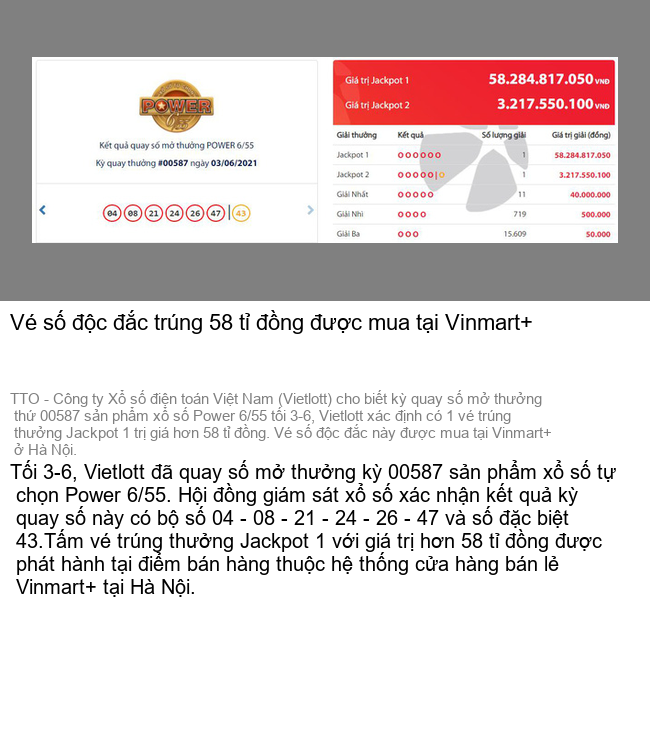 POWER
6/55
Kết quả quay số mở thưởng POWER 6/55
Kỳ quay thưởng #00587 ngày 03/06/2021
04 08 21 24 26 47 | 43
Giá trị Jackpot 1 58.284.817.050 VNĐ
Giá trị Jackpot 2 3.217.550.100 VNĐ
Giải thưởng Kết quả Số lượng giải Giá trị giải (đồng)
Jackpot 1 O O O O O O 1 58.284.817.050
Jackpot 2 O O O O O | O 1 3.217.550.100
Giải Nhất O O O O O 11 40.000.000
Giải Nhì O O O O 719 500.000
Giải Ba O O O 15.609 50.000
Vé số độc đắc trúng 58 tỉ đồng được mua tại Vinmart+
TTO - Công ty Xổ số điện toán Việt Nam (Vietlott) cho biết kỳ quay số mở thưởng
thứ 00587 sản phẩm xổ số Power 6/55 tối 3-6, Vietlott xác định có 1 vé trúng
thưởng Jackpot 1 trị giá hơn 58 tỉ đồng. Vé số độc đắc này được mua tại Vinmart+
ở Hà Nội.
Tối 3-6, Vietlott đã quay số mở thưởng kỳ 00587 sản phẩm xổ số tự
chọn Power 6/55. Hội đồng giám sát xổ số xác nhận kết quả kỳ
quay số này có bộ số 04 - 08 - 21 - 24 - 26 - 47 và số đặc biệt
43.Tấm vé trúng thưởng Jackpot 1 với giá trị hơn 58 tỉ đồng được
phát hành tại điểm bán hàng thuộc hệ thống cửa hàng bán lẻ
Vinmart+ tại Hà Nội.